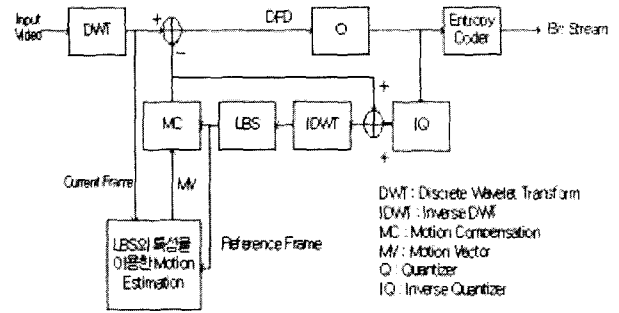 Input
Video
DWT
+
−
DFD
Q
Entropy
Coder
Bit Stream
+
MC
LBS
IDWT
IQ
+
Current Frame
MV
Reference Frame
LBS의 특성을
이용한 Motion
Estimation
DWT : Discrete Wavelet Transform
IDWT : Inverse DWT
MC : Motion Compensation
MV : Motion Vector
Q : Quantizer
IQ : Inverse Quantizer